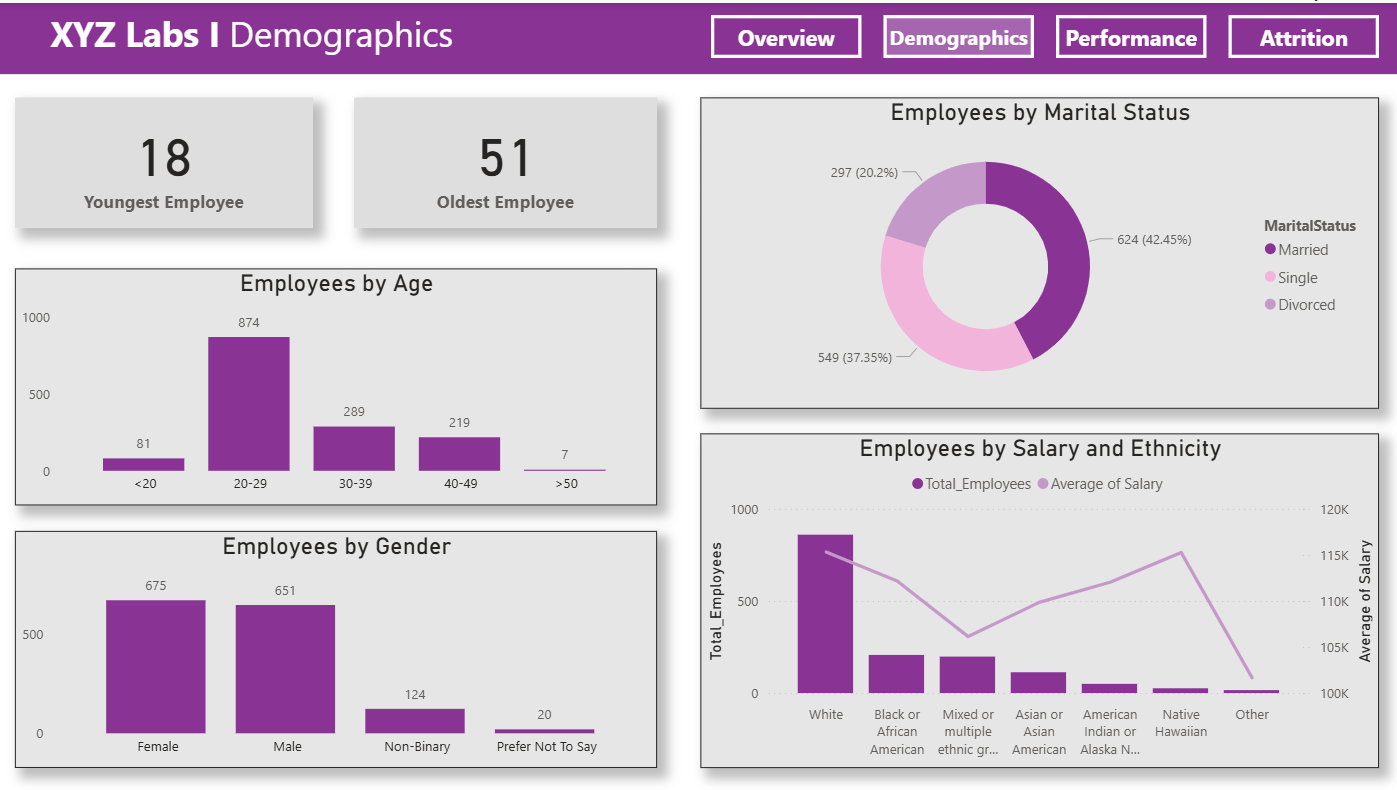 XYZ Labs I Demographics
Overview
Demographics
Performance
Attrition
18
Youngest Employee
51
Oldest Employee
Employees by Age
1000
500
0
81
874
289
219
7
<20
20-29
30-39
40-49
>50
Employees by Gender
500
0
675
651
124
20
Female
Male
Non-Binary
Prefer Not To Say
Employees by Marital Status
297 (20.2%)
624 (42.45%)
549 (37.35%)
MaritalStatus
Married
Single
Divorced
Employees by Salary and Ethnicity
Total_Employees
Average of Salary
Total_Employees
1000
500
0
120K
115K
110K
105K
100K
Average of Salary
White
Black or
African
American
Mixed or
multiple
ethnic gr...
Asian or
Asian
American
American
Indian or
Alaska N...
Native
Hawaiian
Other